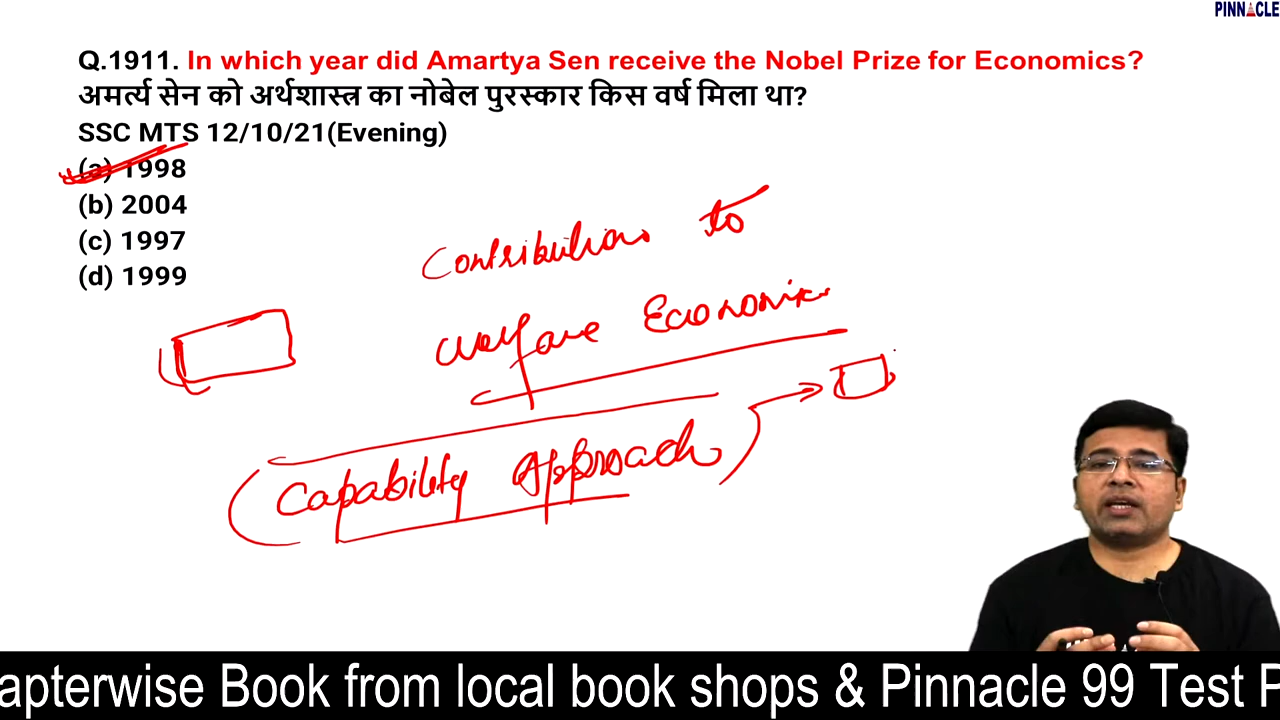 PINNACLE
Q.1911. In which year did Amartya Sen receive the Nobel Prize for Economics?
अमर्त्य सेन को अर्थशास्त्र का नोबेल पुरस्कार किस वर्ष मिला था?
SSC MTS 12/10/21(Evening)
(a) 1998
(b) 2004
(c) 1997
(d) 1999
Contributions to
welfare Economics
Capability Approach
apterwise Book from local book shops & Pinnacle 99 Test P